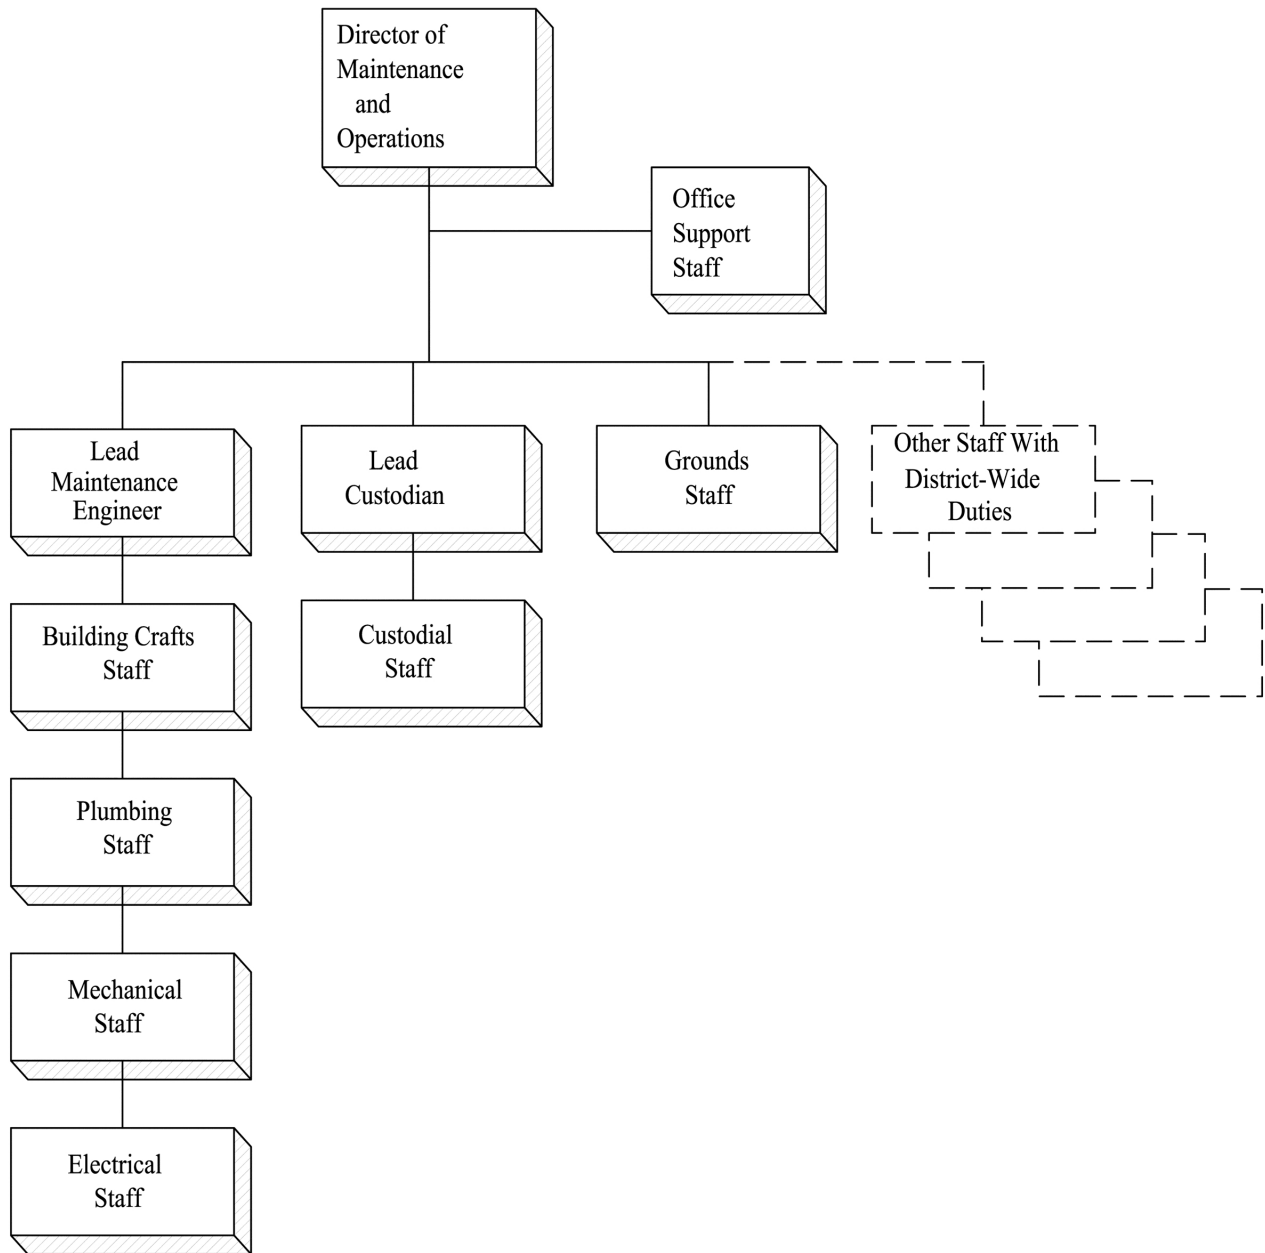 Director of
Maintenance
and
Operations
Office
Support
Staff
Lead
Maintenance
Engineer
Lead
Custodian
Grounds
Staff
Other Staff With
District-Wide
Duties
Building Crafts
Staff
Custodial
Staff
Plumbing
Staff
Mechanical
Staff
Electrical
Staff